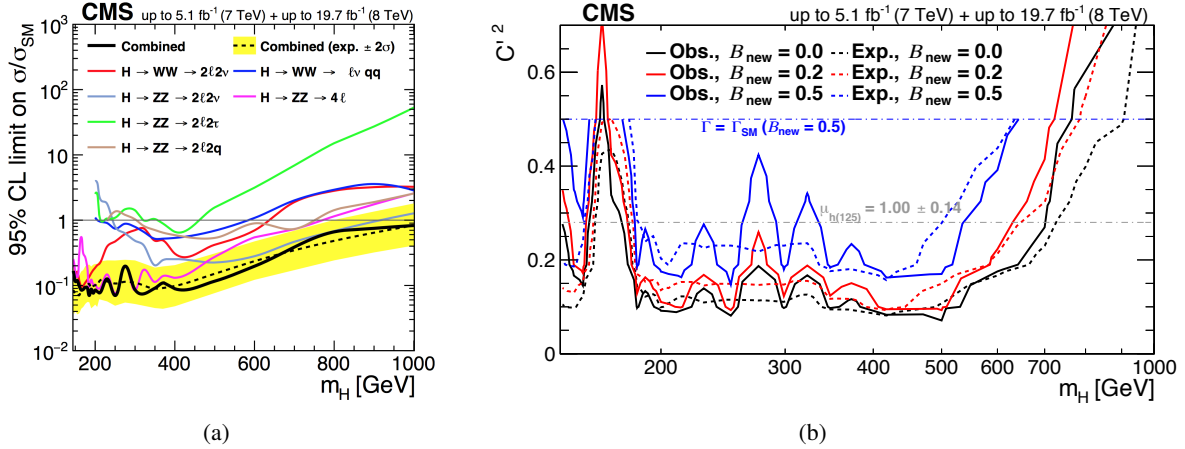 CMS up to 5.1 fb⁻¹ (7 TeV) + up to 19.7 fb⁻¹ (8 TeV)
95% CL limit on σ/σSM
10³
10²
10
1
10⁻¹
10⁻²
Combined
Combined (exp. ± 2σ)
H → WW → 2ℓ2ν
H → WW → ℓν qq
H → ZZ → 2ℓ2ν
H → ZZ → 4ℓ
H → ZZ → 2ℓ2τ
H → ZZ → 2ℓ2q
200 400 600 800 1000
mH [GeV]
(a)
CMS up to 5.1 fb⁻¹ (7 TeV) + up to 19.7 fb⁻¹ (8 TeV)
C' ²
0.6
0.4
0.2
0
Obs., Bnew = 0.0 Exp., Bnew = 0.0
Obs., Bnew = 0.2 Exp., Bnew = 0.2
Obs., Bnew = 0.5 Exp., Bnew = 0.5
Γ = ΓSM (Bnew = 0.5)
μh(125) = 1.00 ± 0.14
200 300 400 500 600 700 1000
mH [GeV]
(b)